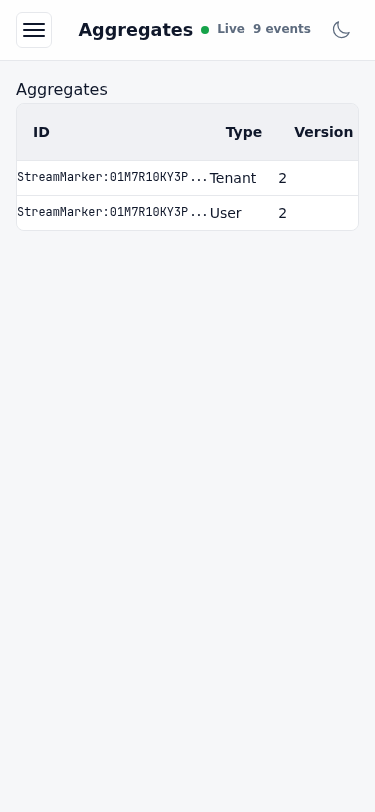 Aggregates Live 9 events
Aggregates
ID Type Version
StreamMarker:01M7R10KY3P... Tenant 2
StreamMarker:01M7R10KY3P... User 2